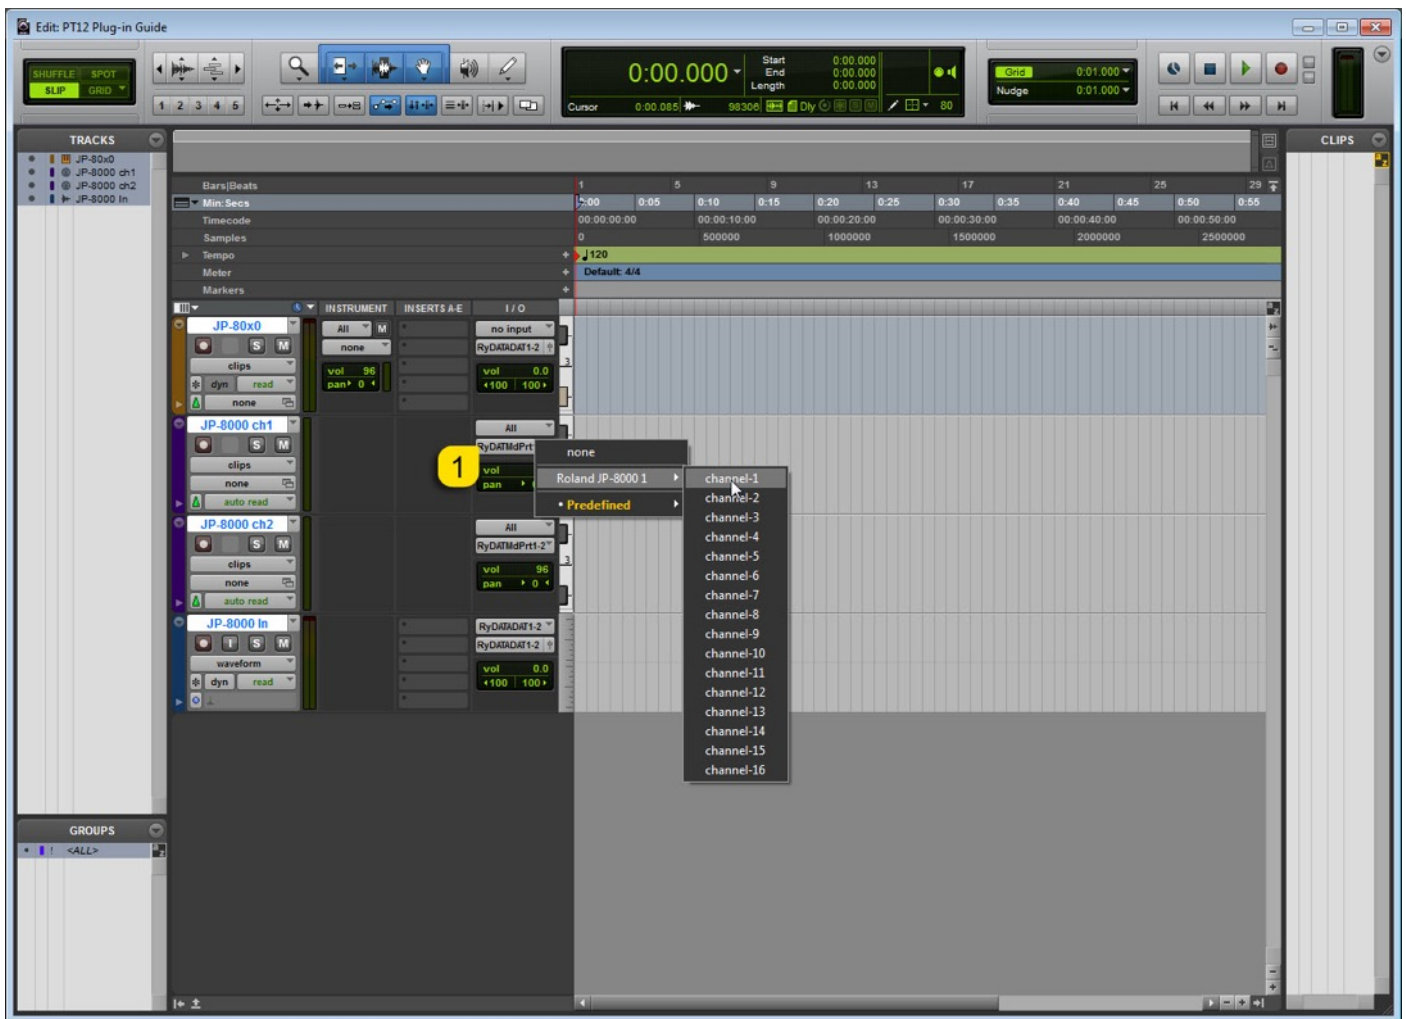 Edit: PT12 Plug-in Guide
SHUFFLE SPOT
SLIP GRID
1 2 3 4 5
0:00.000
Start 0:00.000
End 0:00.000
Length 0:00.000
Cursor 0:00.085 98306 Dly 80
Grid 0:01.000
Nudge 0:01.000
TRACKS
JP-80x0
JP-8000 ch1
JP-8000 ch2
JP-8000 In
CLIPS
Bars|Beats 1 5 9 13 17 21 25 29
Min:Secs 0:00 0:05 0:10 0:15 0:20 0:25 0:30 0:35 0:40 0:45 0:50 0:55
Timecode 00:00:00:00 00:00:10:00 00:00:20:00 00:00:30:00 00:00:40:00 00:00:50:00
Samples 0 500000 1000000 1500000 2000000 2500000
Tempo 120
Meter Default: 4/4
Markers
INSTRUMENT INSERTS A-E I / O
JP-80x0 All M no input
S M none RyDATADAT1-2
clips vol 96 vol 0.0
dyn read pan 0 100 100
none
3
JP-8000 ch1 All
S M RyDATMdPrt
clips vol
none pan
auto read
1
none
Roland JP-8000 1
• Predefined
channel-1
channel-2
channel-3
channel-4
channel-5
channel-6
channel-7
channel-8
channel-9
channel-10
channel-11
channel-12
channel-13
channel-14
channel-15
channel-16
JP-8000 ch2 All
S M RyDATMdPrt1-2
clips vol 96
none pan 0
auto read
3
JP-8000 In RyDATADAT1-2
I S M RyDATADAT1-2
waveform vol 0.0
dyn read 100 100
GROUPS
! <ALL>